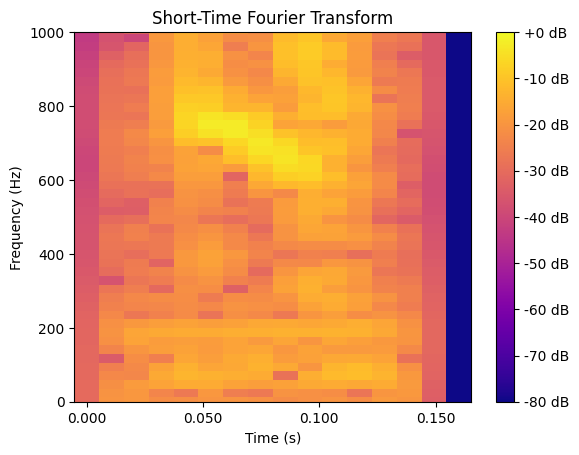 Short-Time Fourier Transform
1000
800
600
400
200
0
Frequency (Hz)
0.000
0.050
0.100
0.150
Time (s)
+0 dB
-10 dB
-20 dB
-30 dB
-40 dB
-50 dB
-60 dB
-70 dB
-80 dB